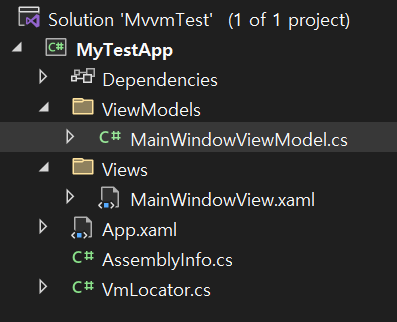 Solution 'MvvmTest' (1 of 1 project)
C# MyTestApp
Dependencies
ViewModels
C# MainWindowViewModel.cs
Views
MainWindowView.xaml
App.xaml
C# AssemblyInfo.cs
C# VmLocator.cs